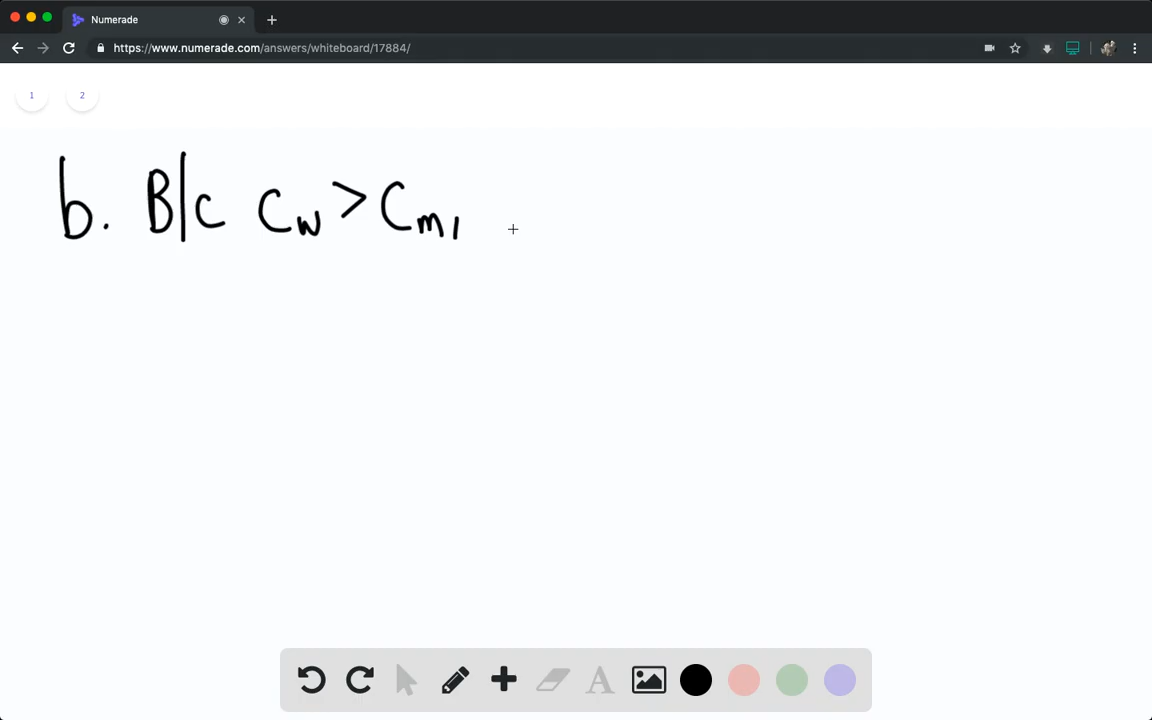 Numerade
https://www.numerade.com/answers/whiteboard/17884/
1 2
b. B/c Cw > Cm,
A